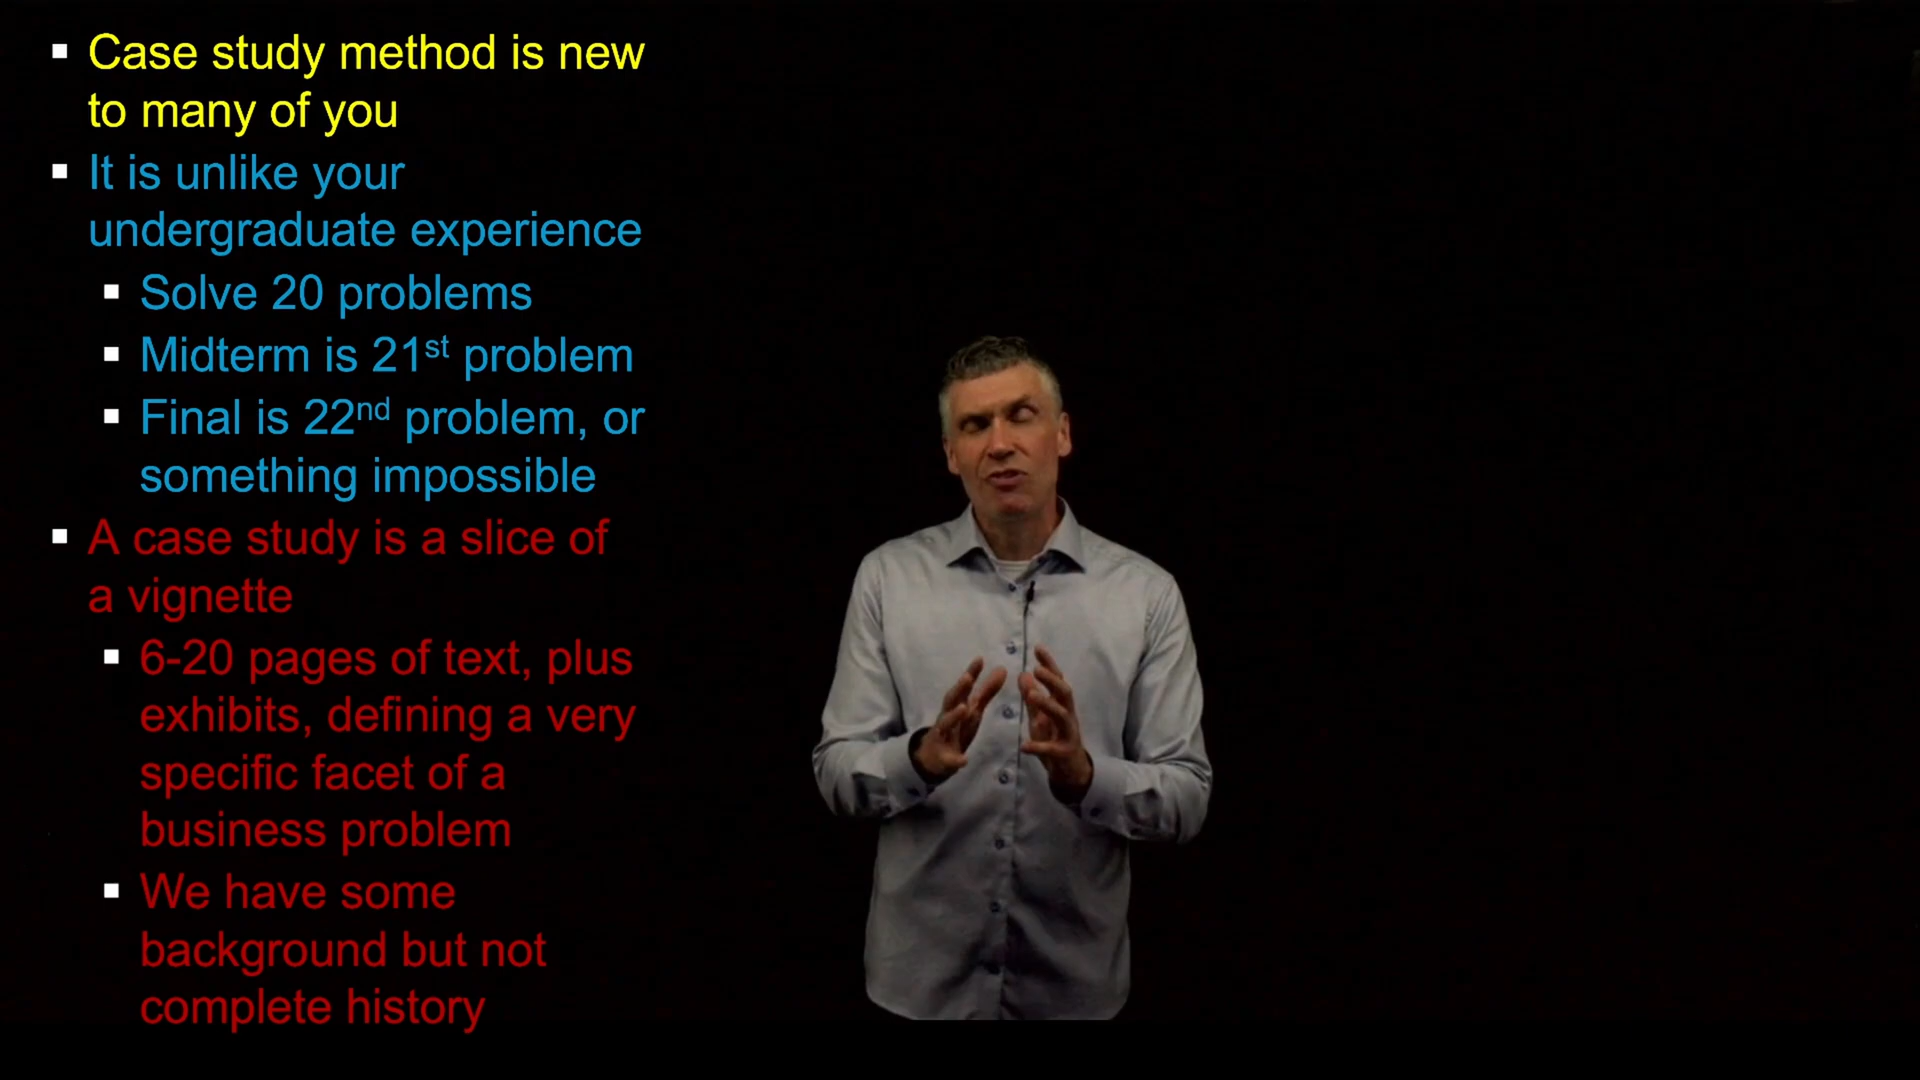 Case study method is new
to many of you
It is unlike your
undergraduate experience
Solve 20 problems
Midterm is 21st problem
Final is 22nd problem, or
something impossible
A case study is a slice of
a vignette
6-20 pages of text, plus
exhibits, defining a very
specific facet of a
business problem
We have some
background but not
complete history